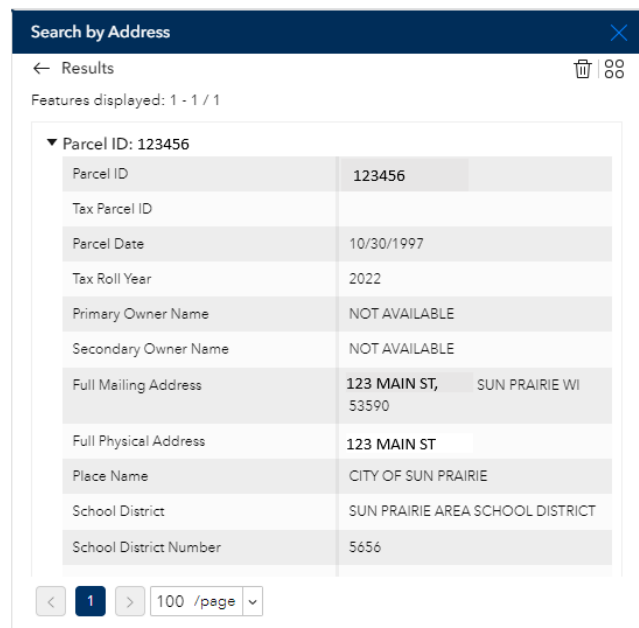 Search by Address
Results
Features displayed: 1 - 1 / 1
Parcel ID: 123456
Parcel ID 123456
Tax Parcel ID
Parcel Date 10/30/1997
Tax Roll Year 2022
Primary Owner Name NOT AVAILABLE
Secondary Owner Name NOT AVAILABLE
Full Mailing Address 123 MAIN ST, SUN PRAIRIE WI
53590
Full Physical Address 123 MAIN ST
Place Name CITY OF SUN PRAIRIE
School District SUN PRAIRIE AREA SCHOOL DISTRICT
School District Number 5656
1 100 /page